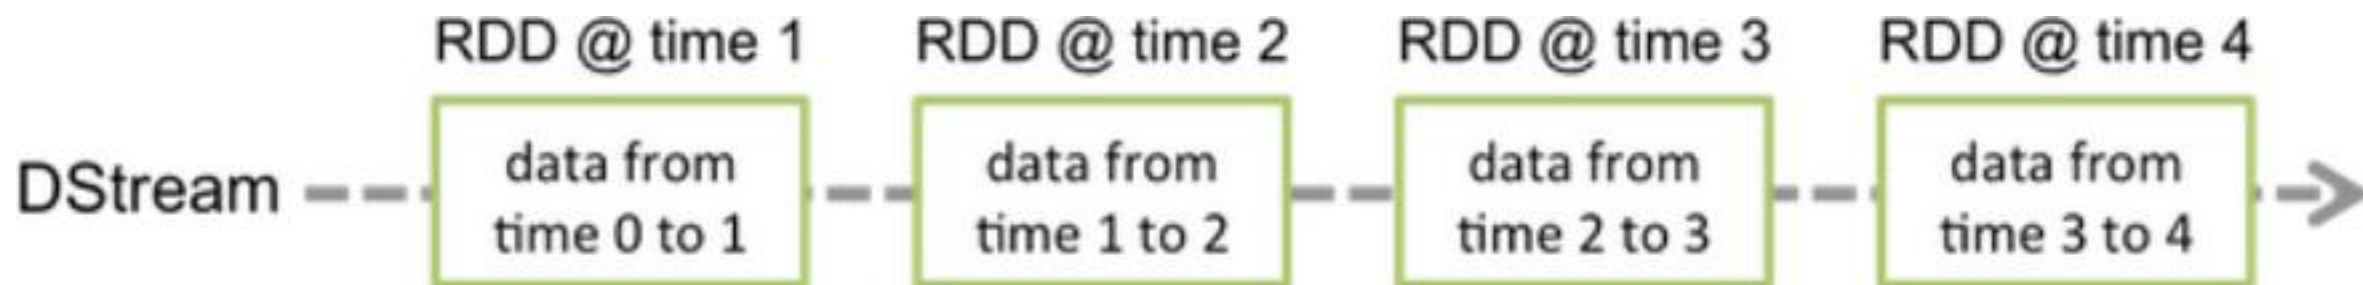 RDD @ time 1
RDD @ time 2
RDD @ time 3
RDD @ time 4
DStream
data from
time 0 to 1
data from
time 1 to 2
data from
time 2 to 3
data from
time 3 to 4